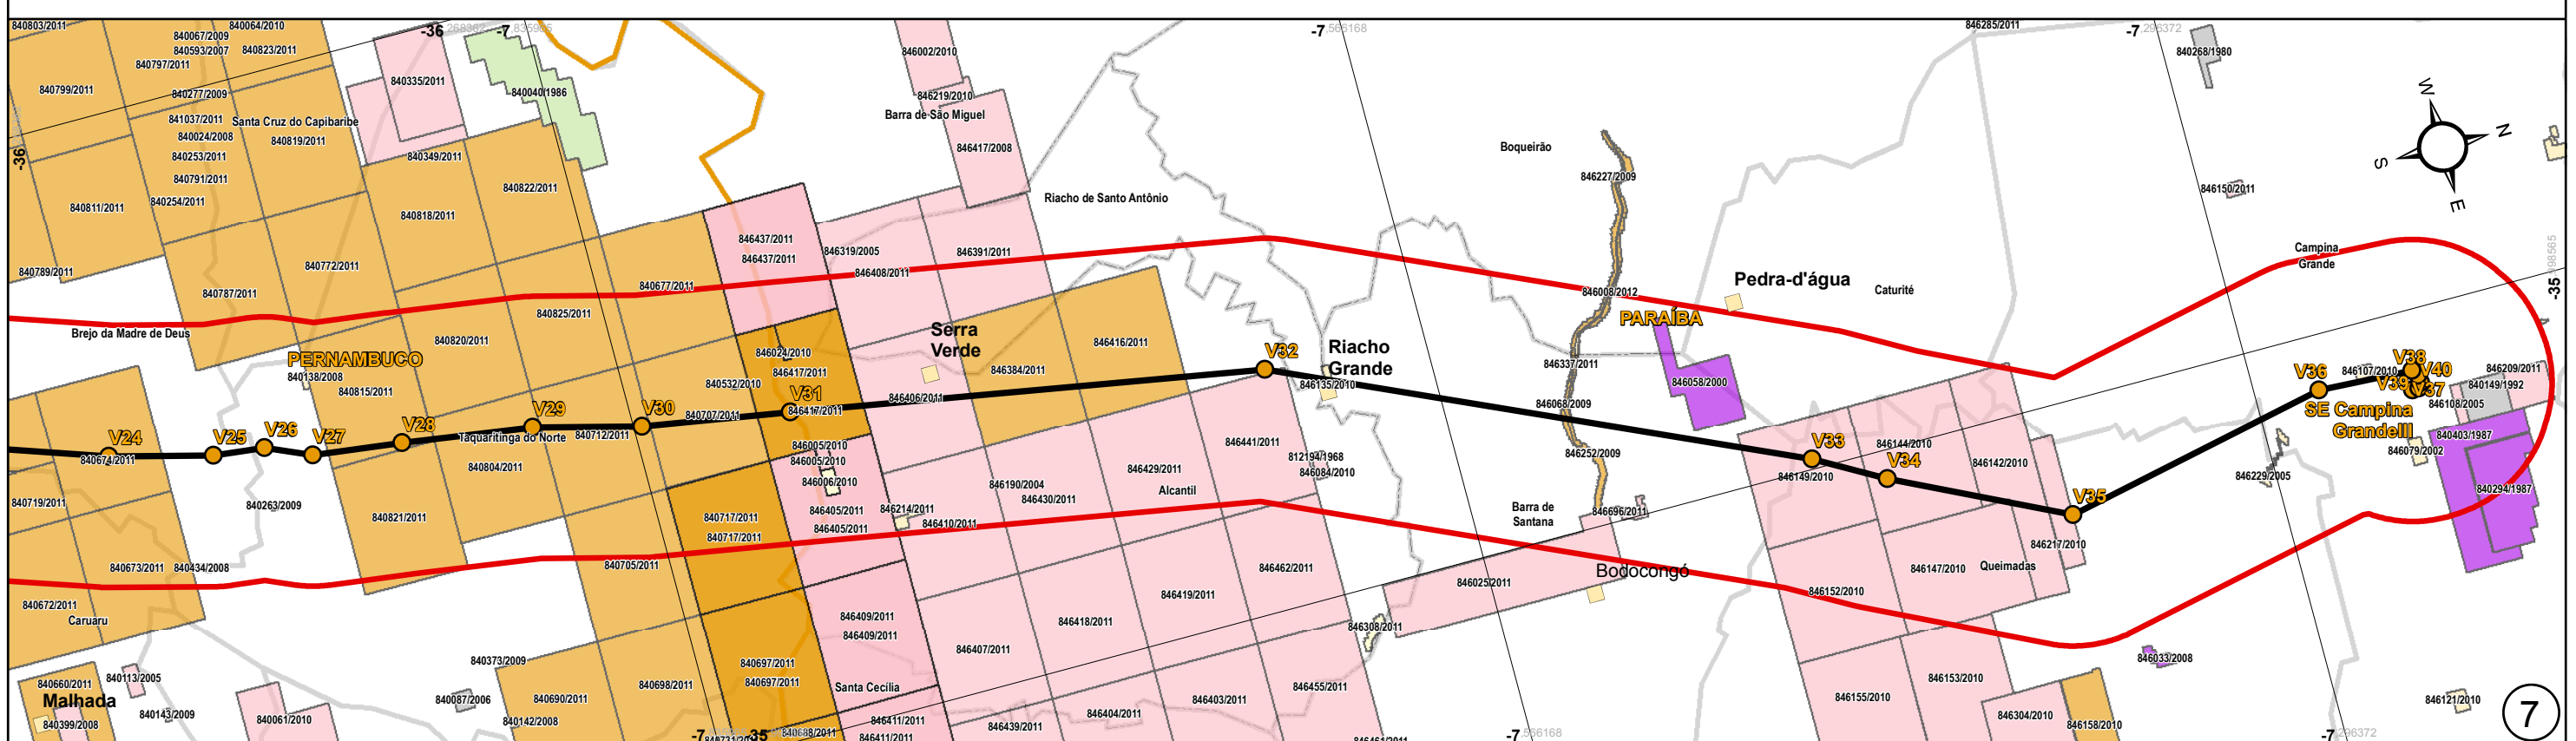 840803/2011
840064/2010
840067/2009
840593/2007
840823/2011
840797/2011
840799/2011
840277/2009
841037/2011
840024/2008
Santa Cruz do Capibaribe
840819/2011
840253/2011
840791/2011
840254/2011
840811/2011
840789/2011
840787/2011
840772/2011
-36
-36
-7
840335/2011
840040/1986
840349/2011
840822/2011
840818/2011
840677/2011
840825/2011
840820/2011
Brejo da Madre de Deus
PERNAMBUCO
840138/2008
840815/2011
846002/2010
846219/2010
Barra de São Miguel
846417/2008
Riacho de Santo Antônio
846437/2011
846437/2011
846319/2005
846391/2011
846408/2011
-7,566168
Boqueirão
846227/2009
846008/2012
846285/2011
-7,296372
840268/1980
W
N
S
E
846150/2011
Campina
Grande
-35
Pedra-d'água
Caturité
PARAÍBA
846058/2000
846337/2011
846068/2009
846252/2009
Serra
Verde
846416/2011
846384/2011
846406/2011
846024/2010
846417/2011
840532/2010
V31
846417/2011
840707/2011
V32
Riacho
Grande
846135/2010
V24
840674/2011
V25
V26
V27
V28
V29
Taquaritinga do Norte
840712/2011
V30
840804/2011
840719/2011
840263/2009
840821/2011
840673/2011
840434/2008
840672/2011
Caruaru
840717/2011
840717/2011
840705/2011
846005/2010
846005/2010
846006/2010
846405/2011
846405/2011
846214/2011
846410/2011
846190/2004
846430/2011
846429/2011
Alcantil
846441/2011
812194/1968
846084/2010
846462/2011
846419/2011
846418/2011
846407/2011
846409/2011
846409/2011
Barra de
Santana
846696/2011
846025/2011
Bodocongó
846308/2011
V33
846149/2010
846144/2010
V34
846142/2010
V35
846217/2010
846147/2010
Queimadas
846152/2010
846155/2010
846153/2010
846304/2010
846158/2010
846033/2008
V36
846107/2010
V38
V39
V40
V37
SE Campina
GrandeIII
846209/2011
840149/1992
846108/2005
840403/1987
846079/2002
846229/2005
840294/1987
846121/2010
840660/2011
Malhada
840399/2008
840113/2005
840143/2009
840061/2010
840087/2006
840373/2009
840690/2011
840142/2008
840698/2011
840697/2011
840697/2011
840688/2011
-7
-35
Santa Cecília
846411/2011
846411/2011
846439/2011
846404/2011
846403/2011
846455/2011
846461/2011
-7,566168
-7,296372
7